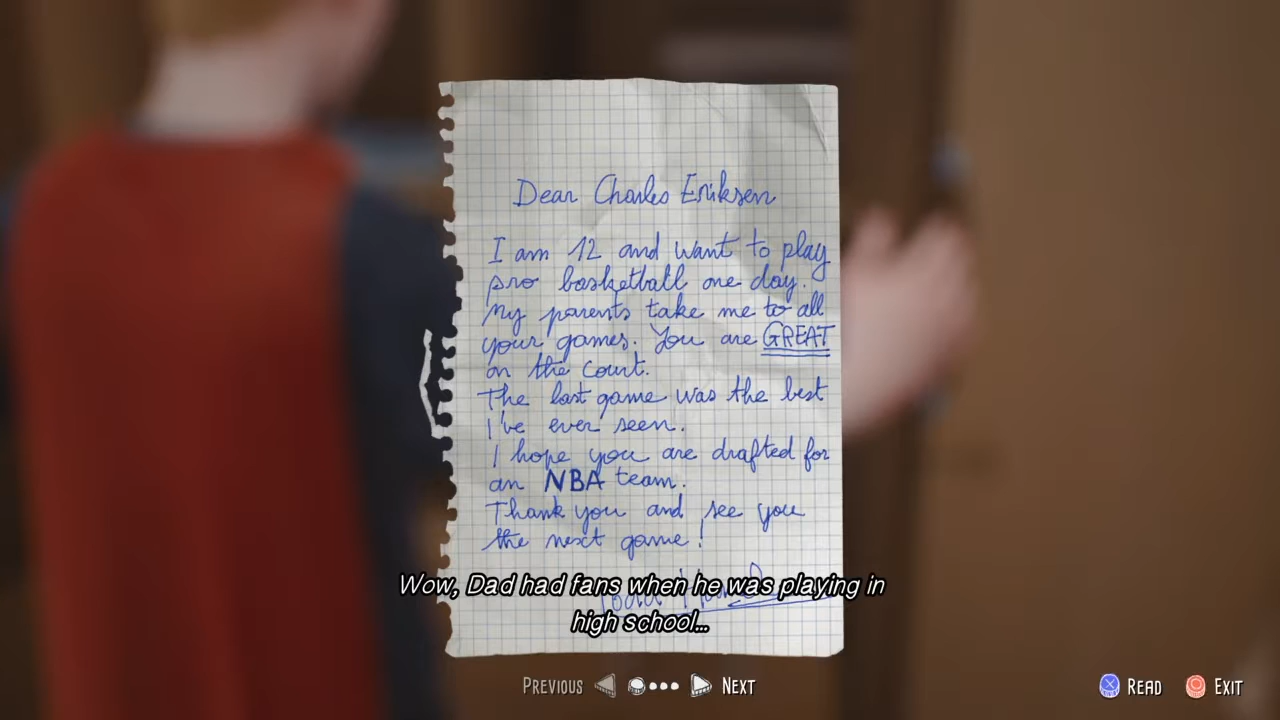 Dear Charles Eriksen
I am 12 and want to play
pro basketball one day.
My parents take me to all
your games. You are GREAT
on the court.
The last game was the best
I've ever seen.
I hope you are drafted for
an NBA team.
Thank you and see you
the next game!
Wow, Dad had fans when he was playing in
high school...
PREVIOUS NEXT
READ EXIT